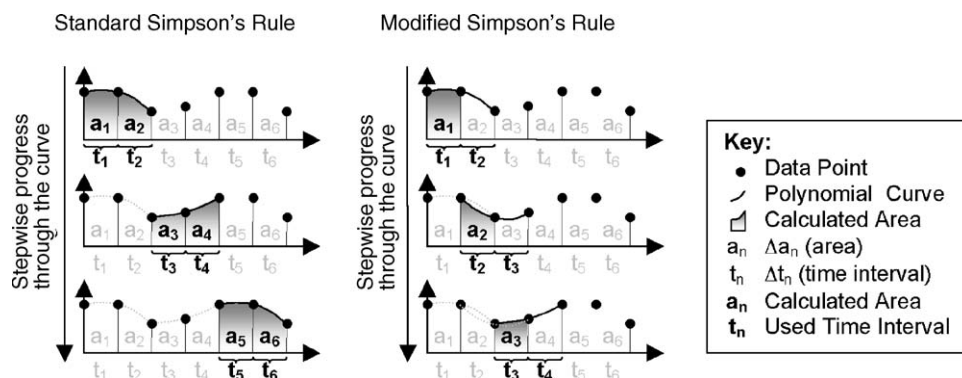 Standard Simpson's Rule
Modified Simpson's Rule
Stepwise progress
through the curve
a1 a2 a3 a4 a5 a6
t1 t2 t3 t4 t5 t6
a1 a2 a3 a4 a5 a6
t1 t2 t3 t4 t5 t6
a1 a2 a3 a4 a5 a6
t1 t2 t3 t4 t5 t6
Stepwise progress
through the curve
a1 a2 a3 a4 a5 a6
t1 t2 t3 t4 t5 t6
a1 a2 a3 a4 a5 a6
t1 t2 t3 t4 t5 t6
a1 a2 a3 a4 a5 a6
t1 t2 t3 t4 t5 t6
Key:
Data Point
Polynomial Curve
Calculated Area
an Δan (area)
tn Δtn (time interval)
an Calculated Area
tn Used Time Interval